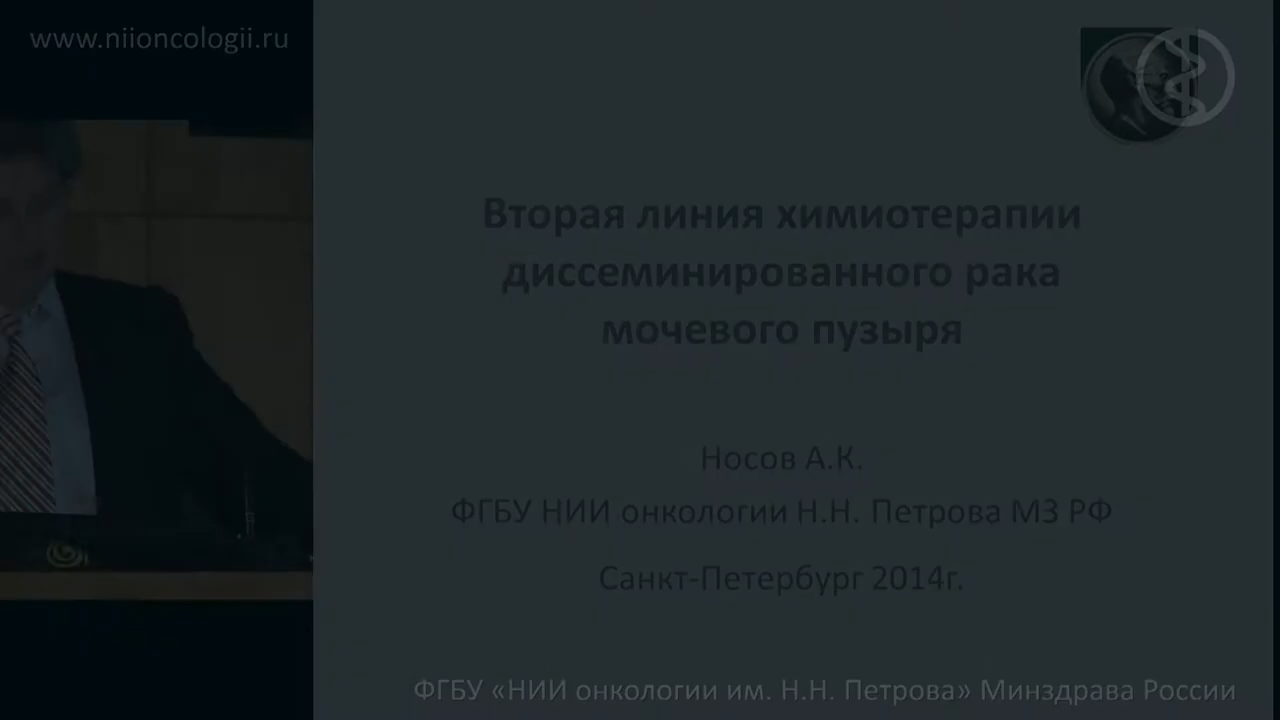 www.niioncologii.ru
Вторая линия химиотерапии
диссеминированного рака
мочевого пузыря
Носов А.К.
ФГБУ НИИ онкологии Н.Н. Петрова МЗ РФ
Санкт-Петербург 2014г.
ФГБУ «НИИ онкологии им. Н.Н. Петрова» Минздрава России